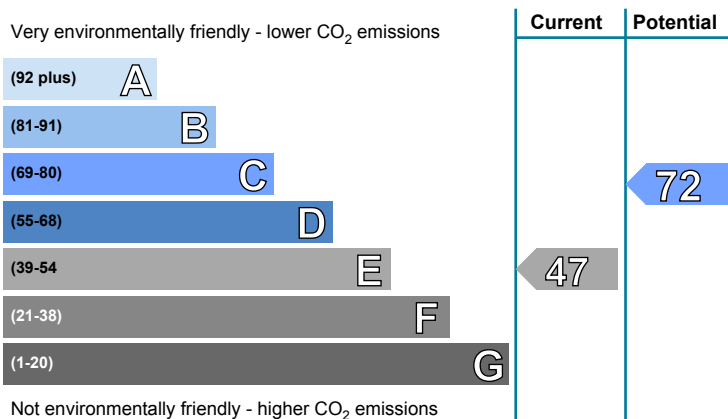 Very environmentally friendly - lower CO2 emissions
Current
Potential
(92 plus) A
(81-91) B
(69-80) C
72
(55-68) D
(39-54 E
47
(21-38) F
(1-20) G
Not environmentally friendly - higher CO2 emissions